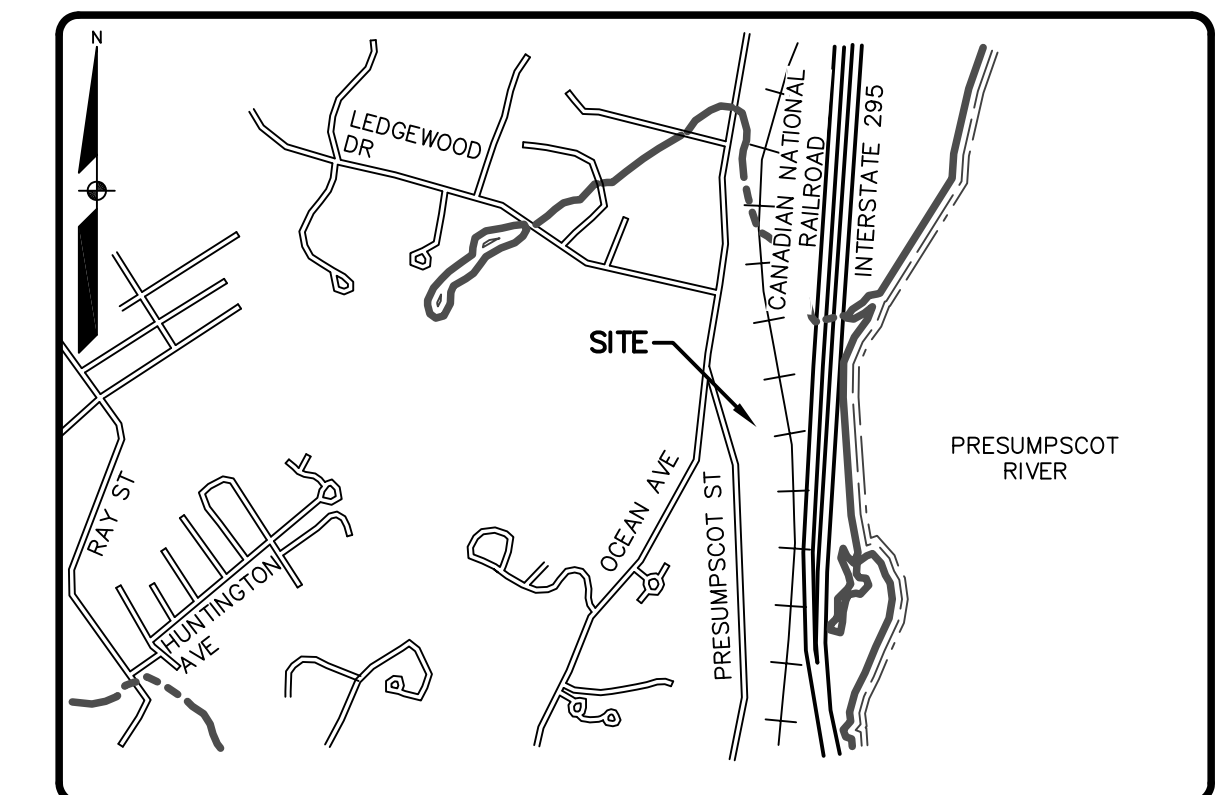 N
LEDGEWOOD
DR
CANADIAN NATIONAL
RAILROAD
INTERSTATE 295
SITE
PRESUMPSCOT
RIVER
RAY ST
OCEAN AVE
PRESUMPSCOT ST
HUNTINGTON
AVE